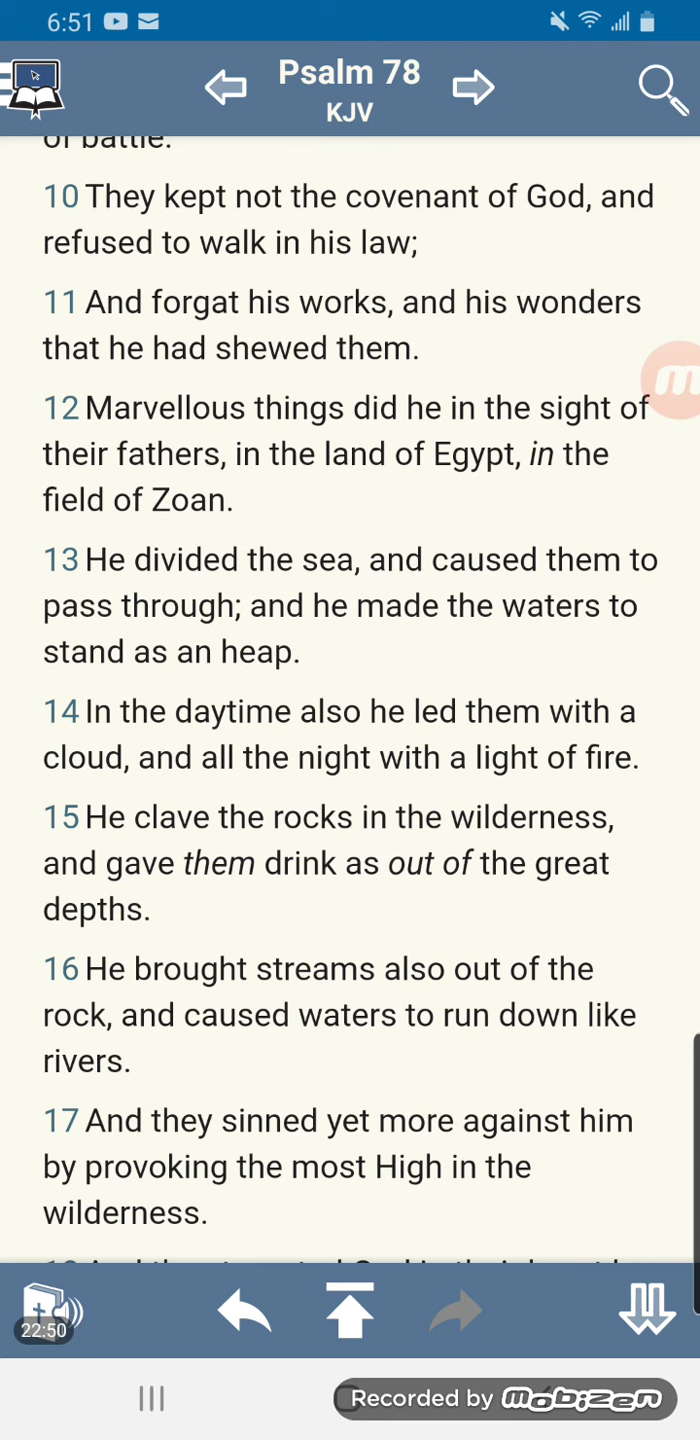 6:51
Psalm 78
KJV
of battle.
10 They kept not the covenant of God, and
refused to walk in his law;
11 And forgat his works, and his wonders
that he had shewed them.
12 Marvellous things did he in the sight of
their fathers, in the land of Egypt, in the
field of Zoan.
13 He divided the sea, and caused them to
pass through; and he made the waters to
stand as an heap.
14 In the daytime also he led them with a
cloud, and all the night with a light of fire.
15 He clave the rocks in the wilderness,
and gave them drink as out of the great
depths.
16 He brought streams also out of the
rock, and caused waters to run down like
rivers.
17 And they sinned yet more against him
by provoking the most High in the
wilderness.
22:50
Recorded by mobizen